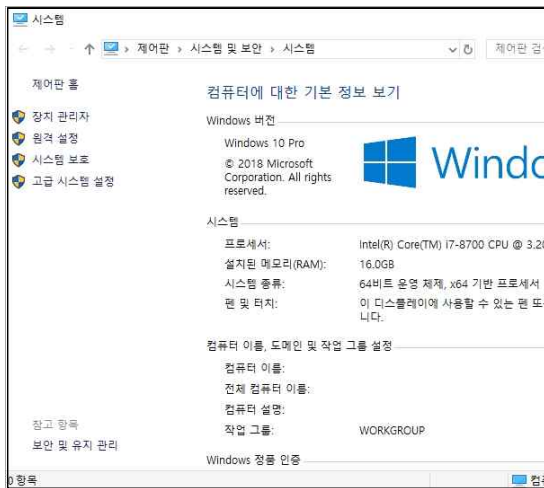 시스템
제어판 › 시스템 및 보안 › 시스템
제어판 검
제어판 홈
장치 관리자
원격 설정
시스템 보호
고급 시스템 설정
컴퓨터에 대한 기본 정보 보기
Windows 버전
Windows 10 Pro
© 2018 Microsoft
Corporation. All rights
reserved.
Windo
시스템
프로세서: Intel(R) Core(TM) i7-8700 CPU @ 3.20
설치된 메모리(RAM): 16.0GB
시스템 종류: 64비트 운영 체제, x64 기반 프로세서
펜 및 터치: 이 디스플레이에 사용할 수 있는 펜 또
니다.
컴퓨터 이름, 도메인 및 작업 그룹 설정
컴퓨터 이름:
전체 컴퓨터 이름:
컴퓨터 설명:
작업 그룹: WORKGROUP
Windows 정품 인증
참고 항목
보안 및 유지 관리
0 항목
컴퓨